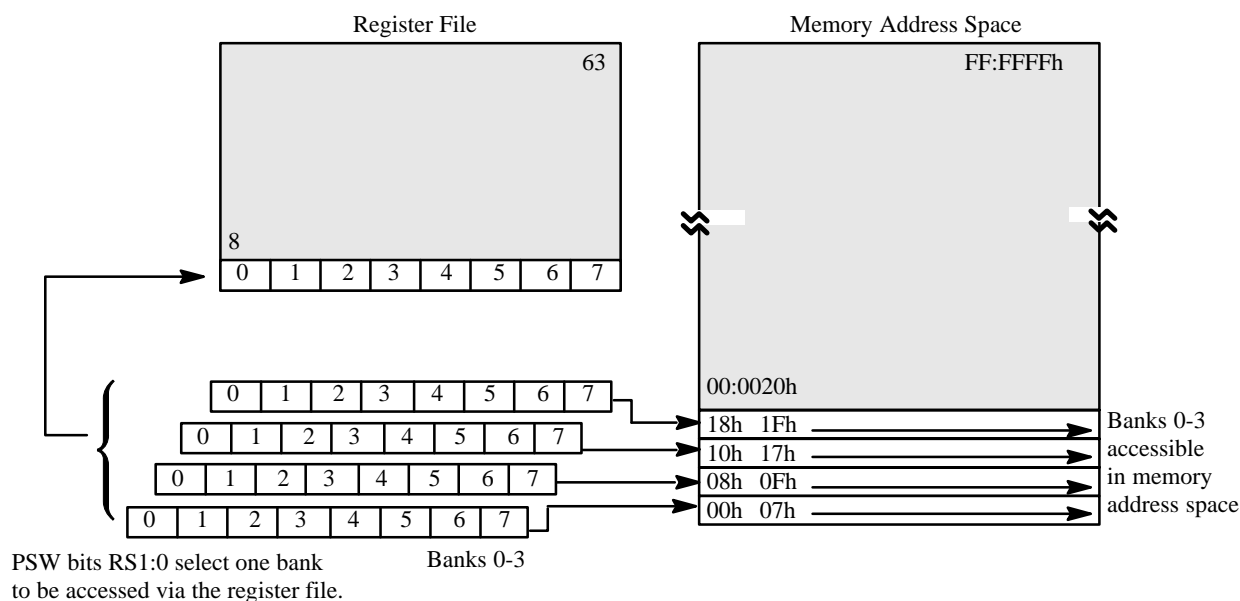 Register File
Memory Address Space
63
FF:FFFFh
8
0 1 2 3 4 5 6 7
00:0020h
0 1 2 3 4 5 6 7
0 1 2 3 4 5 6 7
0 1 2 3 4 5 6 7
0 1 2 3 4 5 6 7
18h 1Fh
10h 17h
08h 0Fh
00h 07h
Banks 0-3
accessible
in memory
address space
Banks 0-3
PSW bits RS1:0 select one bank
to be accessed via the register file.